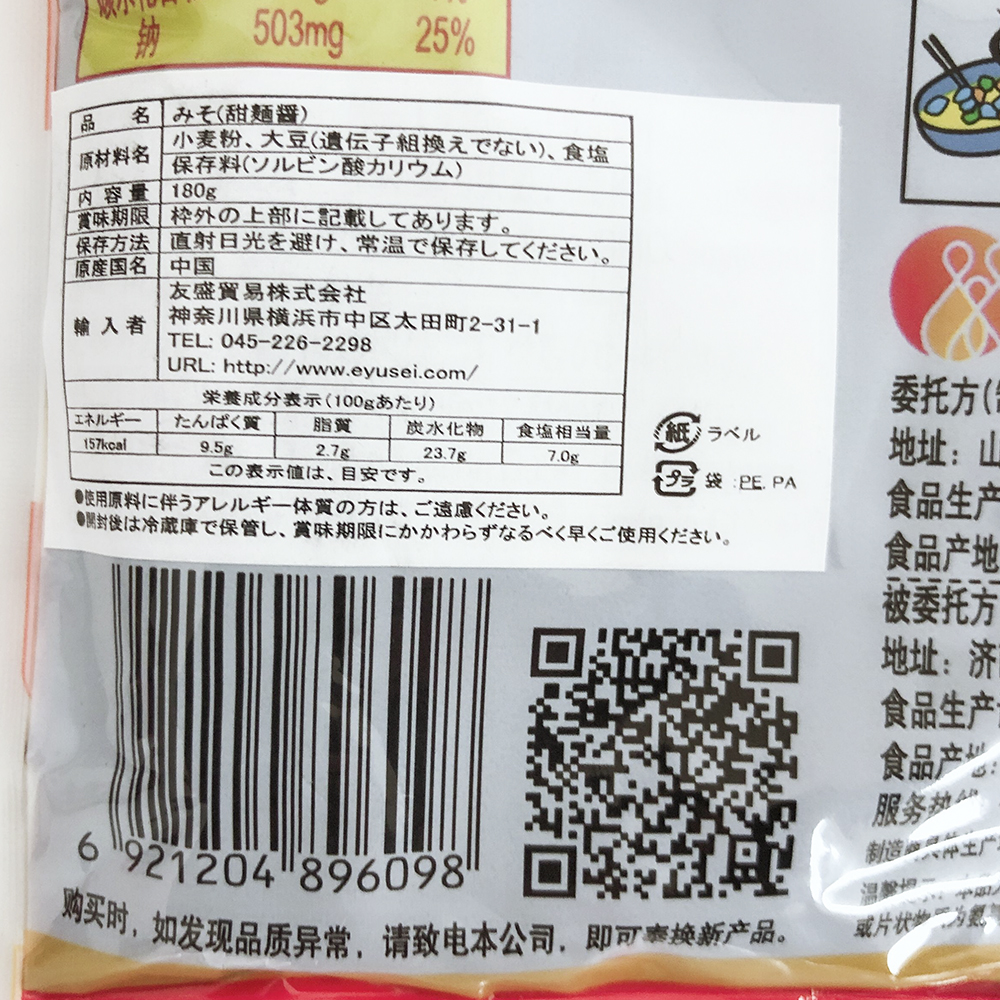 钠 503mg 25%
品名 みそ(甜麺醤)
原材料名 小麦粉、大豆(遺伝子組換えでない)、食塩
保存料(ソルビン酸カリウム)
内容量 180g
賞味期限 枠外の上部に記載してあります。
保存方法 直射日光を避け、常温で保存してください。
原産国名 中国
輸入者 友盛貿易株式会社
神奈川県横浜市中区太田町2-31-1
TEL: 045-226-2298
URL: http://www.eyusei.com/
栄養成分表示(100gあたり)
エネルギー たんぱく質 脂質 炭水化物 食塩相当量
157kcal 9.5g 2.7g 23.7g 7.0g
この表示値は、目安です。
●使用原料に伴うアレルギー体質の方は、ご遠慮ください。
●開封後は冷蔵庫で保管し、賞味期限にかかわらずなるべく早くご使用ください。
紙 ラベル
プラ 袋:PE, PA
委托方(
地址：山
食品生产
食品产地
被委托方
地址：济
食品生产
食品产地:
服务热线
6 921204 896098
购买时，如发现品质异常，请致电本公司，即可奉换新产品。